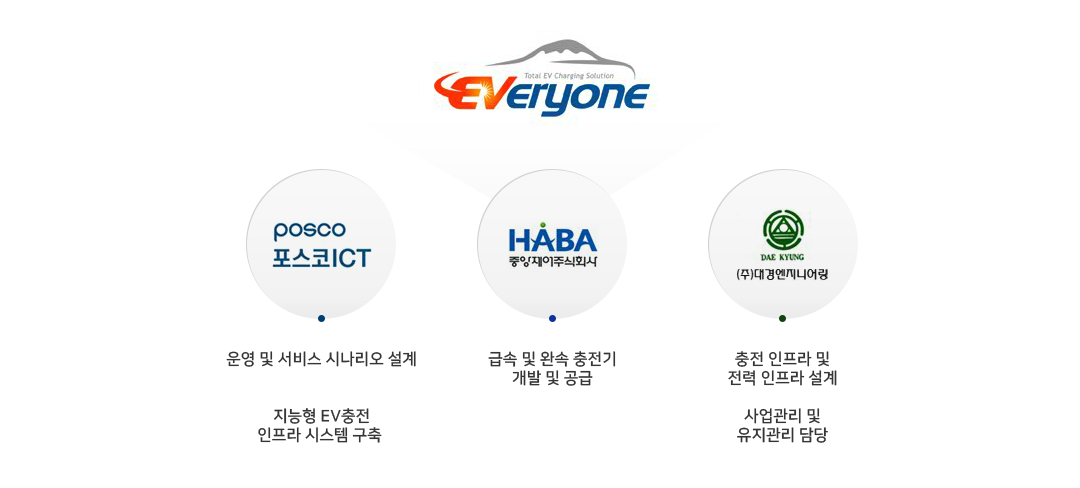 Total EV Charging Solution
EVeryone
posco
포스코ICT
HABA
중앙제어주식회사
DAE KYUNG
(주)대경엔지니어링
운영 및 서비스 시나리오 설계
지능형 EV충전
인프라 시스템 구축
급속 및 완속 충전기
개발 및 공급
충전 인프라 및
전력 인프라 설계
사업관리 및
유지관리 담당